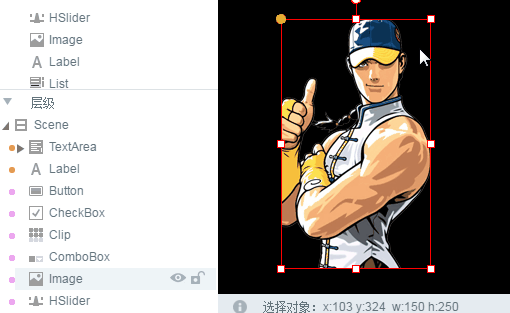 HSlider
Image
Label
List
层级
Scene
TextArea
Label
Button
CheckBox
Clip
ComboBox
Image
HSlider
选择对象：x:103 y:324 w:150 h:250